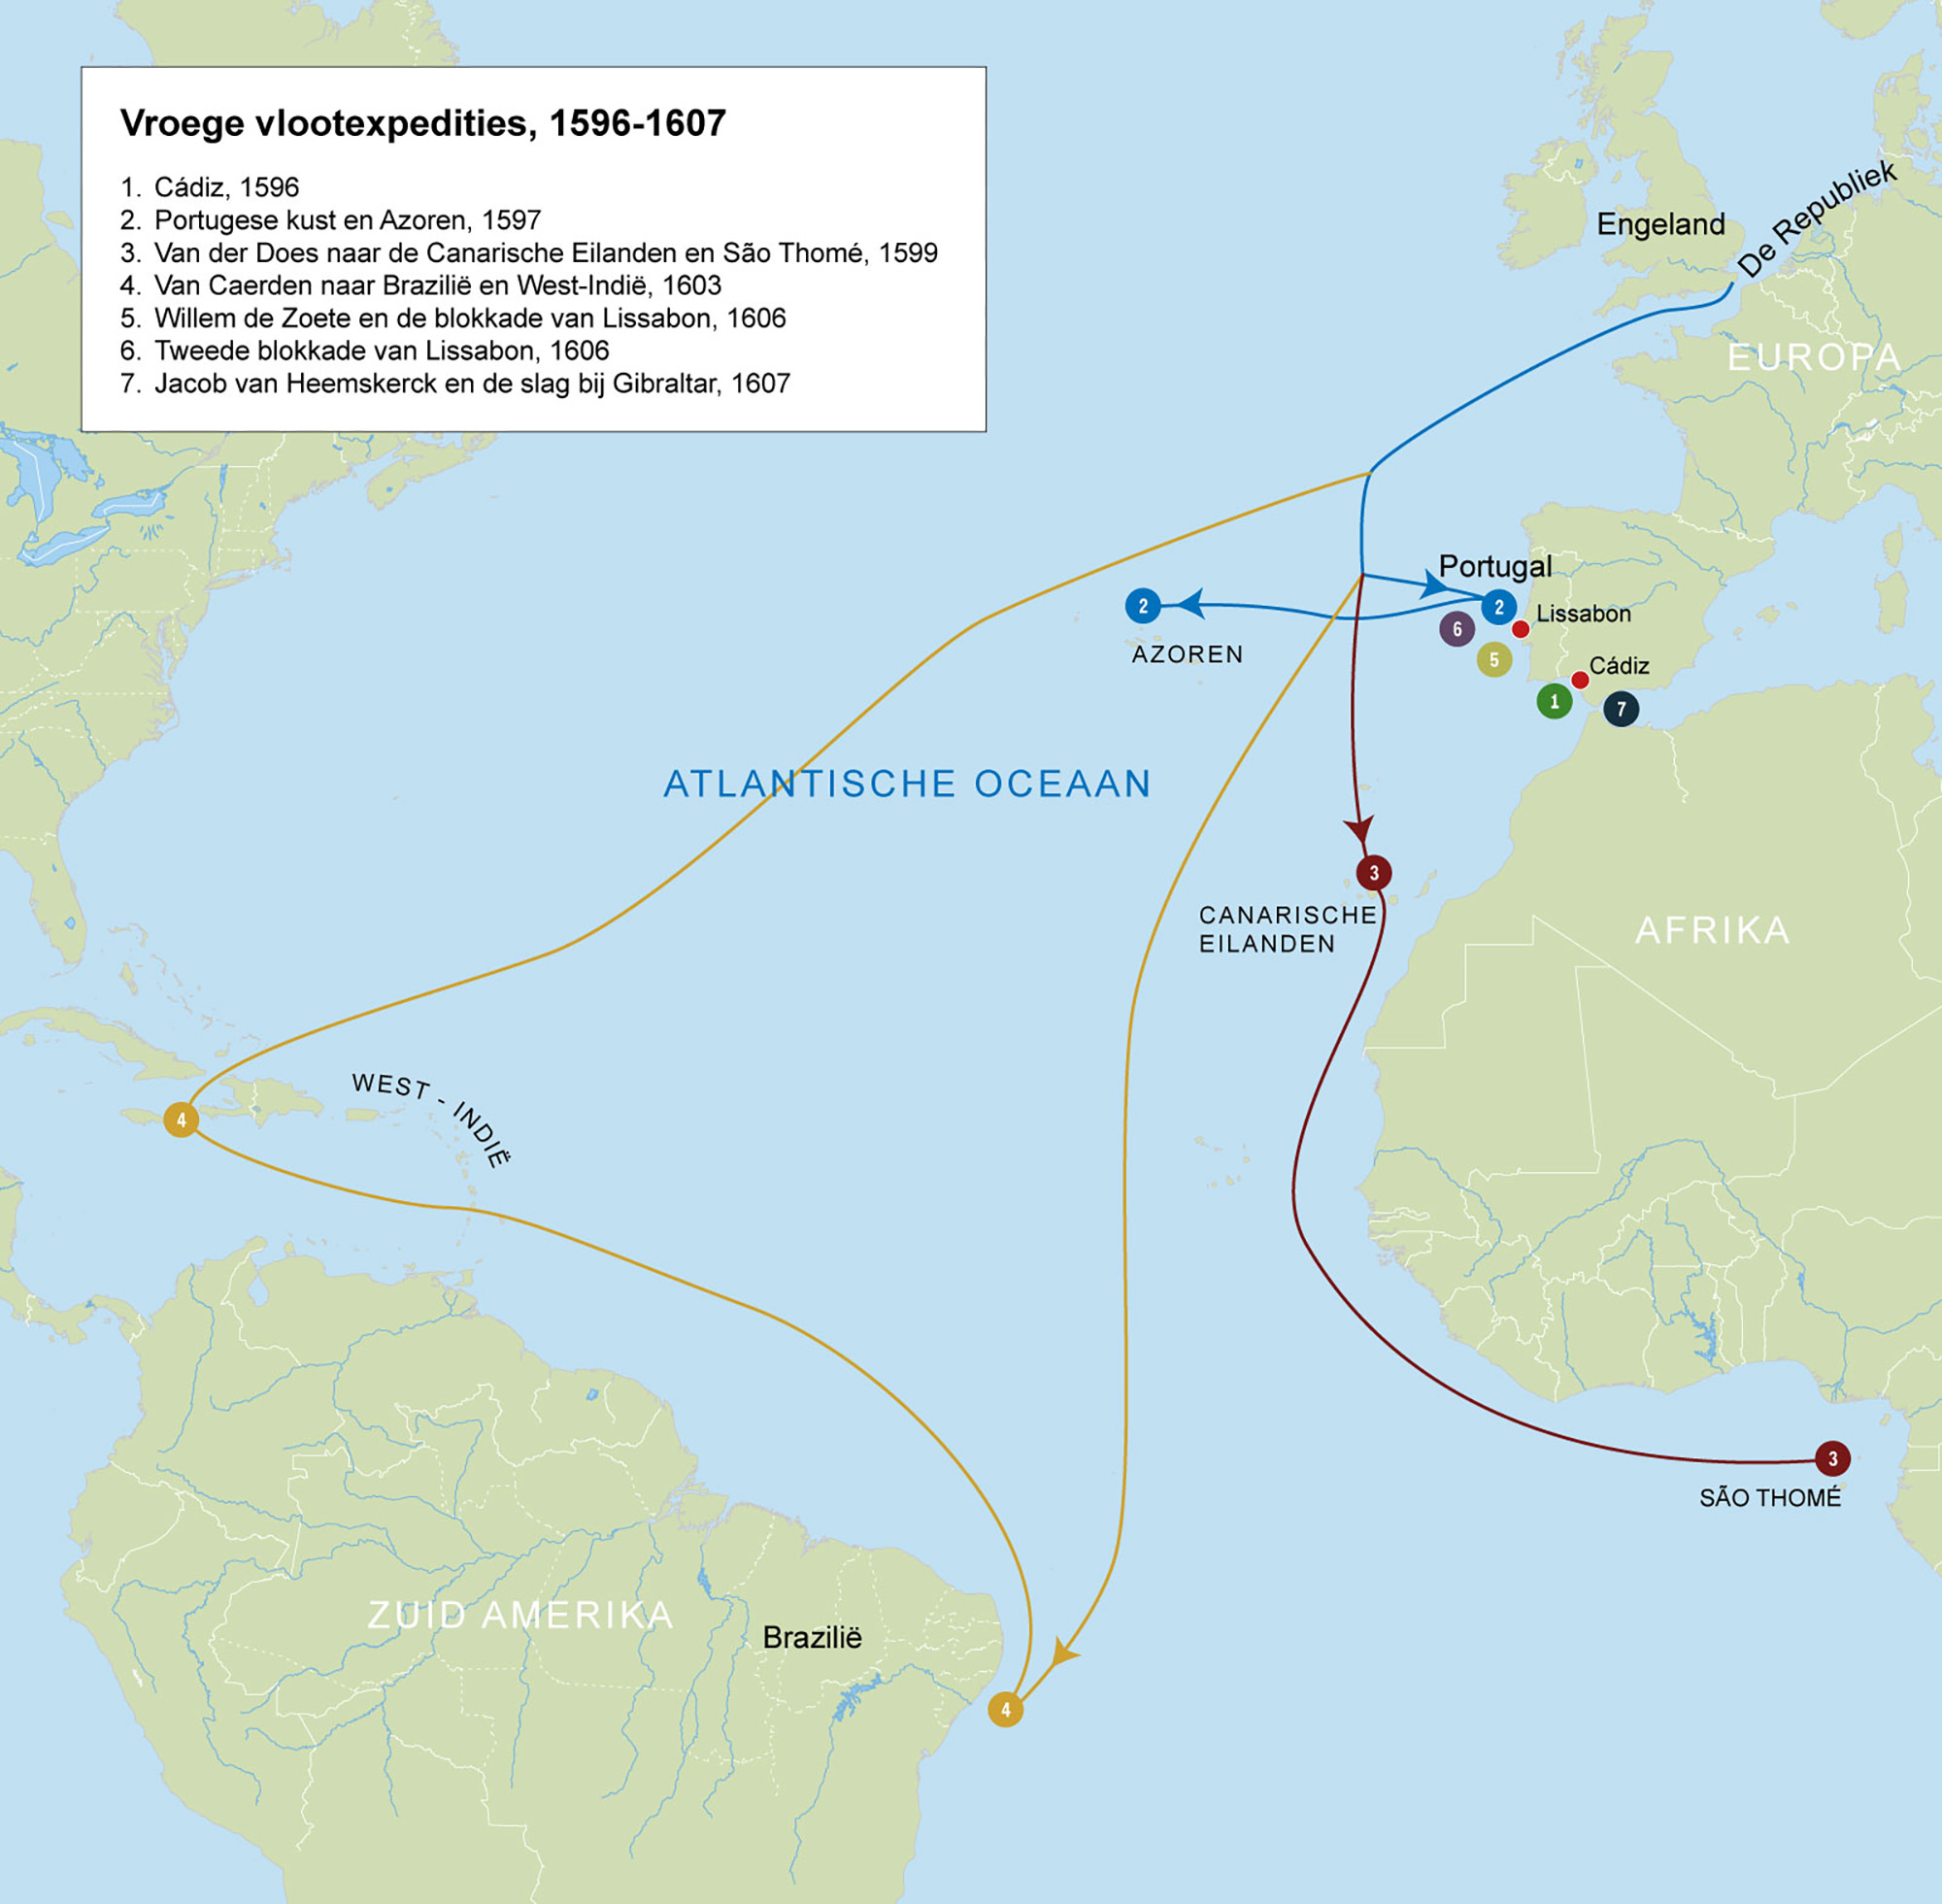 Vroege vlootexpedities, 1596-1607
1. Cádiz, 1596
2. Portugese kust en Azoren, 1597
3. Van der Does naar de Canarische Eilanden en São Thomé, 1599
4. Van Caerden naar Brazilië en West-Indië, 1603
5. Willem de Zoete en de blokkade van Lissabon, 1606
6. Tweede blokkade van Lissabon, 1606
7. Jacob van Heemskerck en de slag bij Gibraltar, 1607
De Republiek
Engeland
EUROPA
Portugal
2
2
Lissabon
6
AZOREN
5
Cádiz
1
7
ATLANTISCHE OCEAAN
3
CANARISCHE
EILANDEN
AFRIKA
WEST - INDIË
4
3
SÃO THOMÉ
ZUID AMERIKA
Brazilië
4